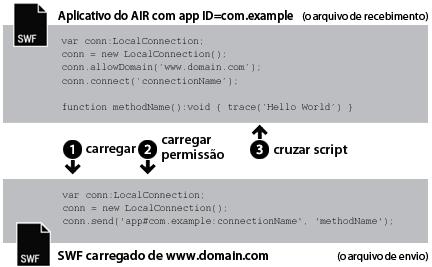 SWF
Aplicativo do AIR com app ID=com.example (o arquivo de recebimento)
var conn:LocalConnection;
conn = new LocalConnection();
conn.allowDomain('www.domain.com');
conn.connect('connectionName');
function methodName():void { trace('Hello World') }
1 carregar
2 carregar permissão
3 cruzar script
var conn:LocalConnection;
conn = new LocalConnection();
conn.send('app#com.example:connectionName', 'methodName');
SWF
SWF carregado de www.domain.com (o arquivo de envio)